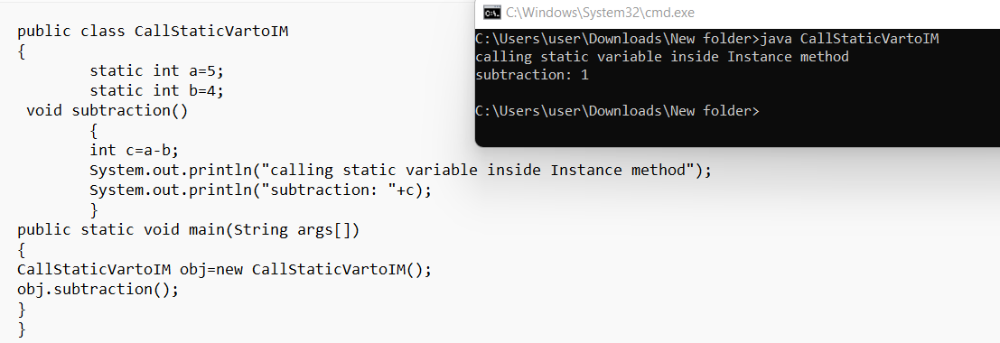 public class CallStaticVartoIM
{
static int a=5;
static int b=4;
void subtraction()
{
int c=a-b;
System.out.println("calling static variable inside Instance method");
System.out.println("subtraction: "+c);
}
public static void main(String args[])
{
CallStaticVartoIM obj=new CallStaticVartoIM();
obj.subtraction();
}
}
C:\Windows\System32\cmd.exe
C:\Users\user\Downloads\New folder>java CallStaticVartoIM
calling static variable inside Instance method
subtraction: 1
C:\Users\user\Downloads\New folder>